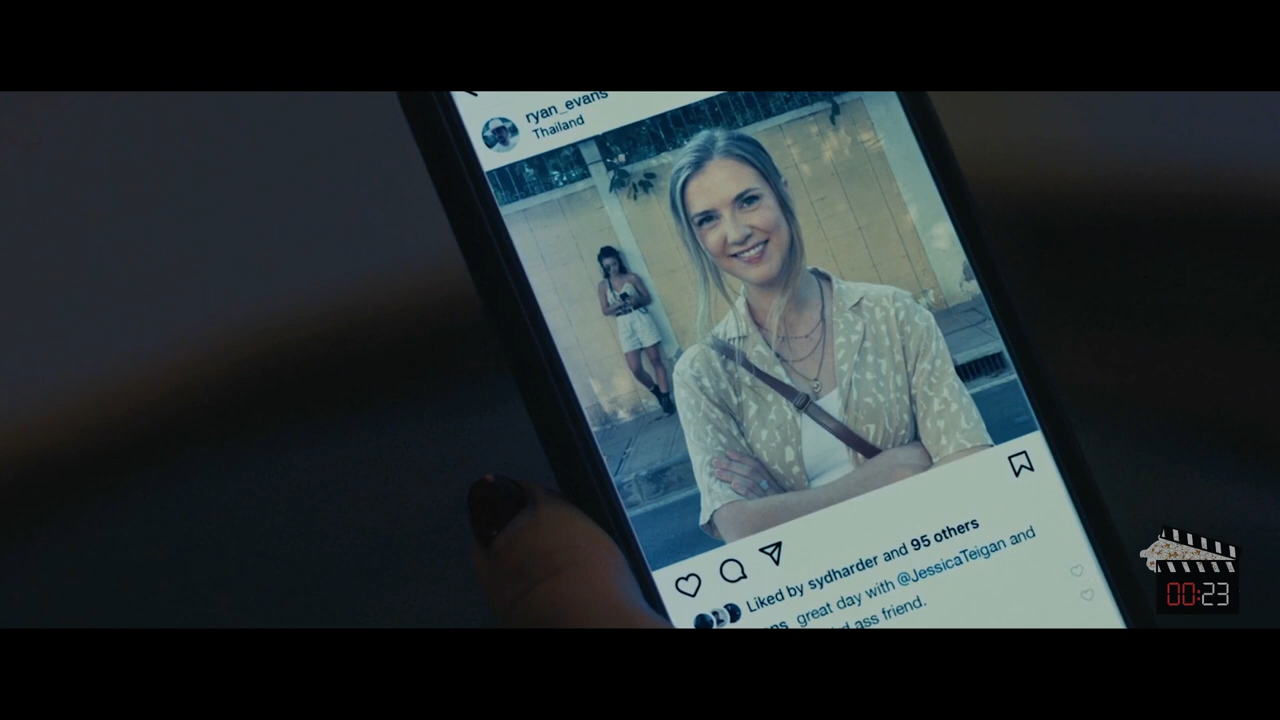 ryan_evans
Thailand
Liked by sydharder and 95 others
great day with @JessicaTeigan and
ass friend.
00:23